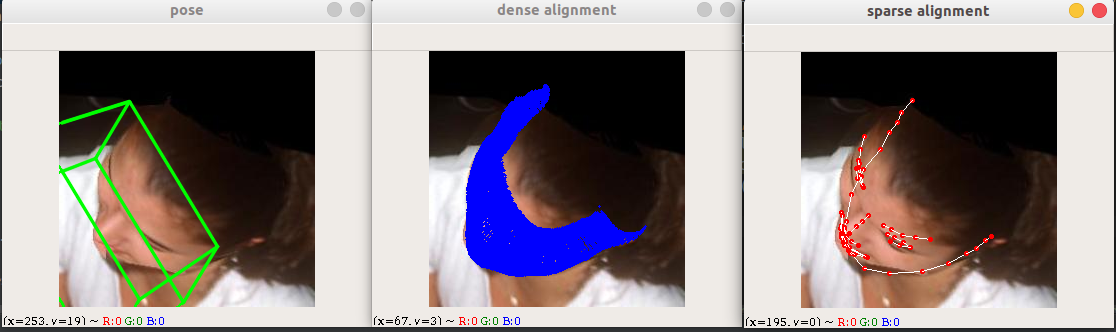 pose
dense alignment
sparse alignment
(x=253, y=19) ~ R:0 G:0 B:0
(x=67, y=3) ~ R:0 G:0 B:0
(x=195, y=0) ~ R:0 G:0 B:0